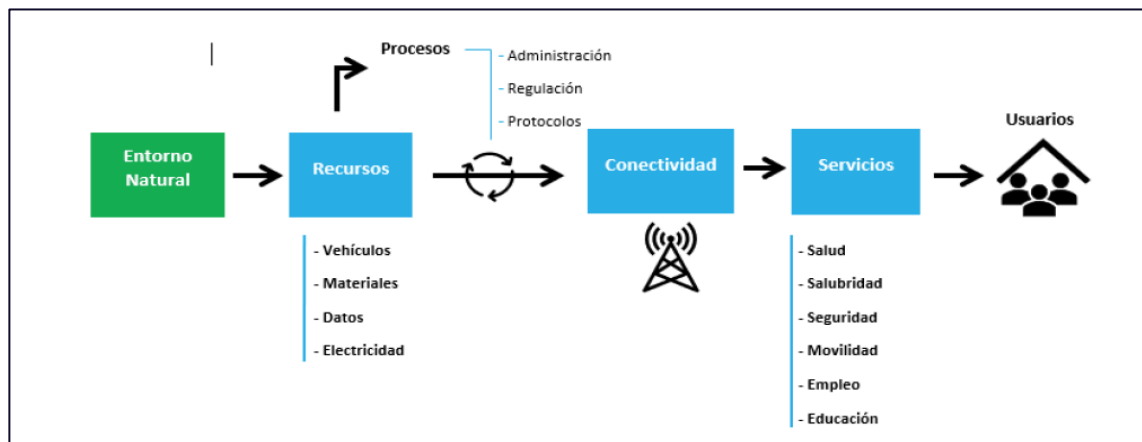 Procesos
- Administración
- Regulación
- Protocolos
Entorno
Natural
Recursos
Conectividad
Servicios
Usuarios
- Vehículos
- Materiales
- Datos
- Electricidad
- Salud
- Salubridad
- Seguridad
- Movilidad
- Empleo
- Educación